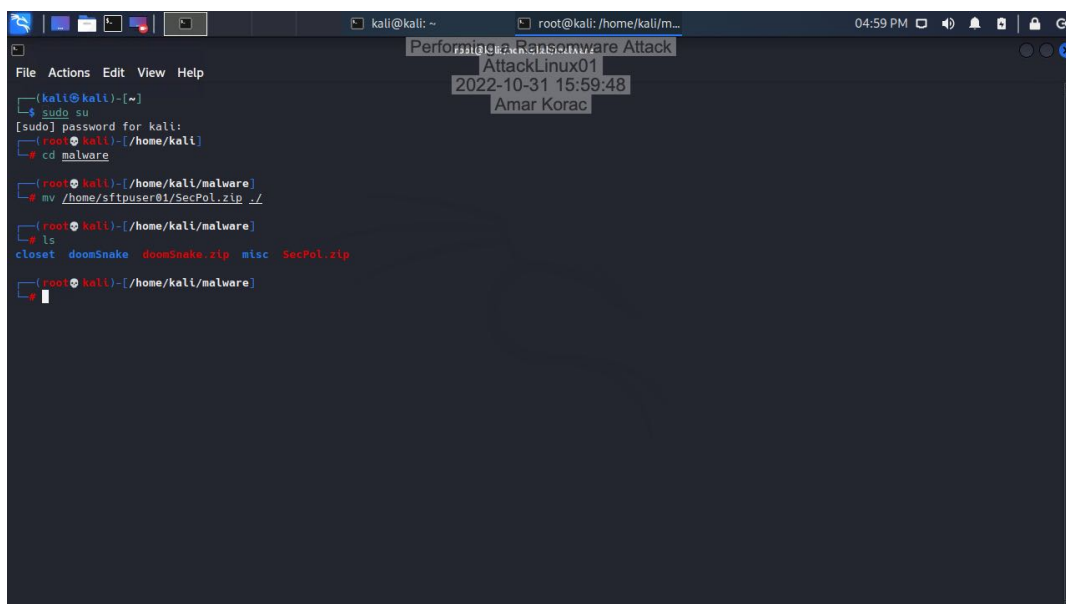 kali@kali: ~
root@kali: /home/kali/m...
04:59 PM
Performing a Ransomware Attack
AttackLinux01
2022-10-31 15:59:48
Amar Korac
File Actions Edit View Help
(kali㉿kali)-[~]
$ sudo su
[sudo] password for kali:
(root💀kali)-[/home/kali]
# cd malware
(root💀kali)-[/home/kali/malware]
# mv /home/sftpuser01/SecPol.zip ./
(root💀kali)-[/home/kali/malware]
# ls
closet doomSnake doomSnake.zip misc SecPol.zip
(root💀kali)-[/home/kali/malware]
#